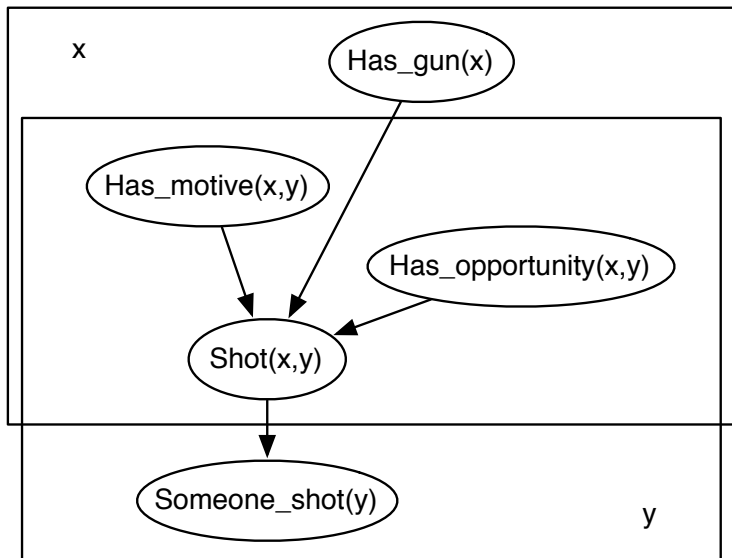 x
Has_gun(x)
Has_motive(x,y)
Has_opportunity(x,y)
Shot(x,y)
Someone_shot(y)
y